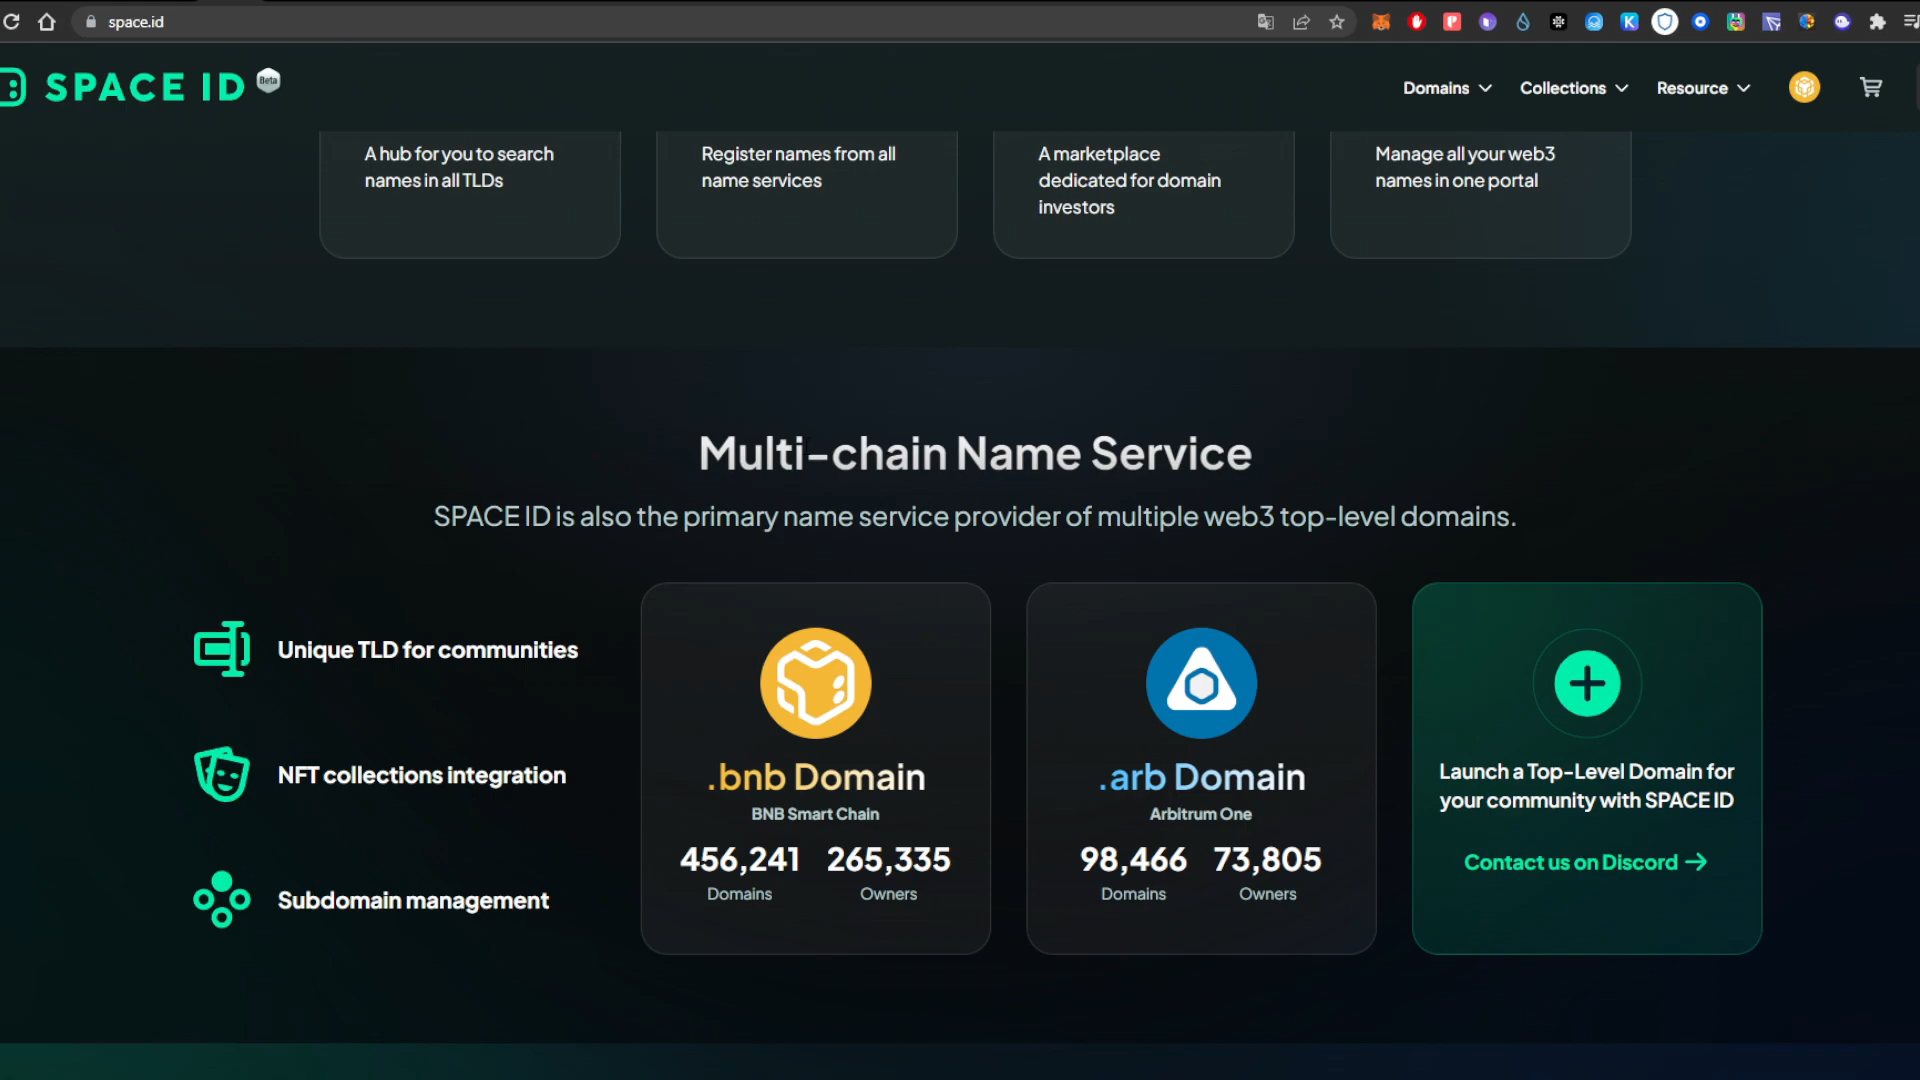 space.id
SPACE ID Beta
Domains Collections Resource
A hub for you to search
names in all TLDs
Register names from all
name services
A marketplace
dedicated for domain
investors
Manage all your web3
names in one portal
Multi-chain Name Service
SPACE ID is also the primary name service provider of multiple web3 top-level domains.
Unique TLD for communities
NFT collections integration
Subdomain management
.bnb Domain
BNB Smart Chain
456,241 265,335
Domains Owners
.arb Domain
Arbitrum One
98,466 73,805
Domains Owners
Launch a Top-Level Domain for
your community with SPACE ID
Contact us on Discord →